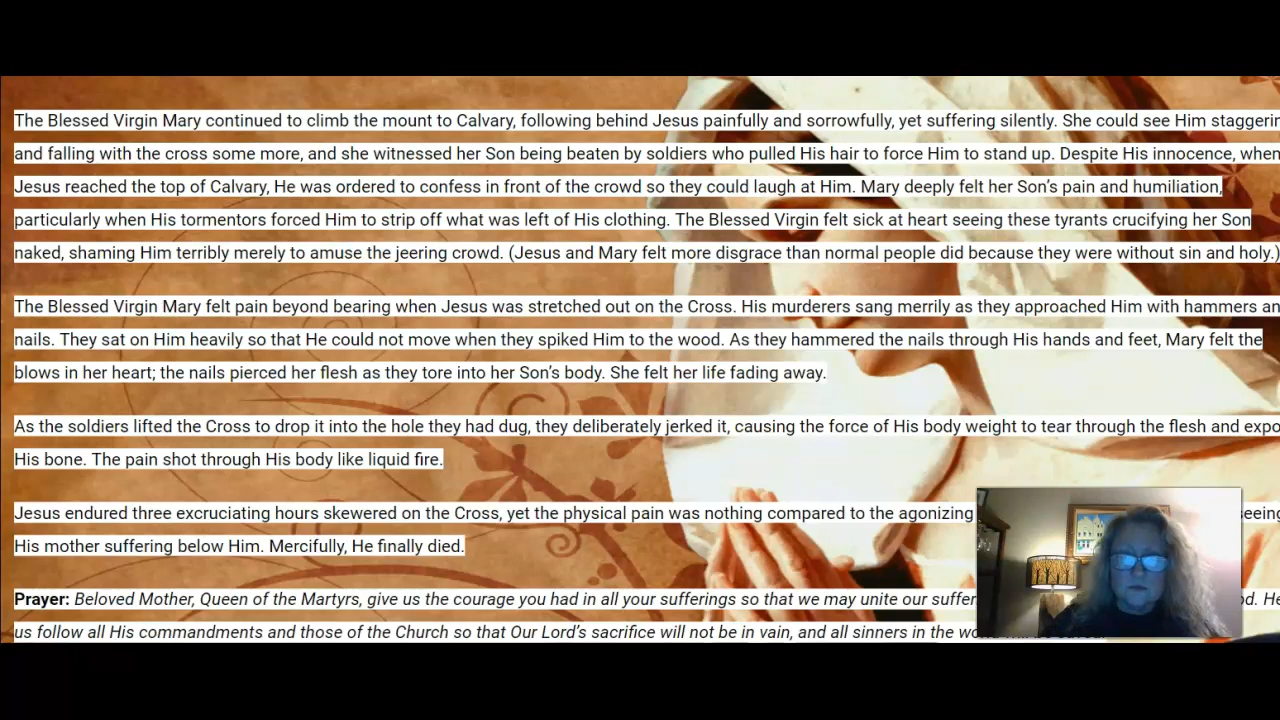 The Blessed Virgin Mary continued to climb the mount to Calvary, following behind Jesus painfully and sorrowfully, yet suffering silently. She could see Him
and falling with the cross some more, and she witnessed her Son being beaten by soldiers who pulled His hair to force Him to stand up. Despite His innocence, when
Jesus reached the top of Calvary, He was ordered to confess in front of the crowd so they could laugh at Him. Mary deeply felt her Son's pain and humiliation,
particularly when His tormentors forced Him to strip off what was left of His clothing. The Blessed Virgin felt sick at heart seeing these tyrants crucifying her Son
naked, shaming Him terribly merely to amuse the jeering crowd. (Jesus and Mary felt more disgrace than normal people did because they were without sin and holy.)
The Blessed Virgin Mary felt pain beyond bearing when Jesus was stretched out on the Cross. His murderers sang merrily as they approached Him with hammers
nails. They sat on Him heavily so that He could not move when they spiked Him to the wood. As they hammered the nails through His hands and feet, Mary felt the
blows in her heart; the nails pierced her flesh as they tore into her Son's body. She felt her life fading away.
As the soldiers lifted the Cross to drop it into the hole they had dug, they deliberately jerked it, causing the force of His body weight to tear through the flesh and
His bone. The pain shot through His body like liquid fire.
Jesus endured three excruciating hours skewered on the Cross, yet the physical pain was nothing compared to the agonizing seeing
His mother suffering below Him. Mercifully, He finally died.
Prayer: Beloved Mother, Queen of the Martyrs, give us the courage you had in all your sufferings so that we may unite our
us follow all His commandments and those of the Church so that Our Lord's sacrifice will not be in vain, and all sinners in the